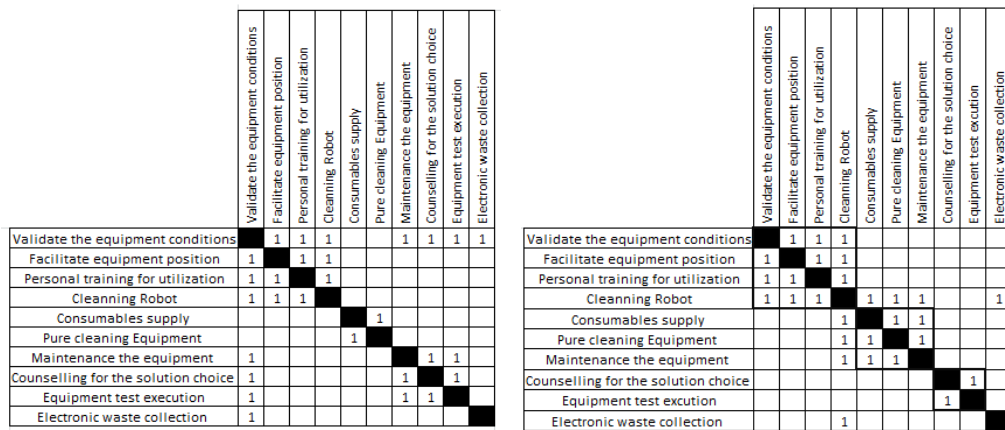 Validate the equipment conditions
Facilitate equipment position
Personal training for utilization
Cleanning Robot
Consumables supply
Pure cleaning Equipment
Maintenance the equipment
Counselling for the solution choice
Equipment test execution
Electronic waste collection
Validate the equipment conditions 1 1 1 1 1 1 1
Facilitate equipment position 1 1 1
Personal training for utilization 1 1 1
Cleanning Robot 1 1 1
Consumables supply 1
Pure cleaning Equipment 1
Maintenance the equipment 1 1 1
Counselling for the solution choice 1 1 1
Equipment test execution 1 1 1
Electronic waste collection 1
Validate the equipment conditions
Facilitate equipment position
Personal training for utilization
Cleanning Robot
Consumables supply
Pure cleaning Equipment
Maintenance the equipment
Counselling for the solution choice
Equipment test execution
Electronic waste collection
Validate the equipment conditions 1 1 1
Facilitate equipment position 1 1 1
Personal training for utilization 1 1 1
Cleanning Robot 1 1 1 1 1 1 1
Consumables supply 1 1 1
Pure cleaning Equipment 1 1 1
Maintenance the equipment 1 1 1
Counselling for the solution choice 1
Equipment test excution 1
Electronic waste collection 1